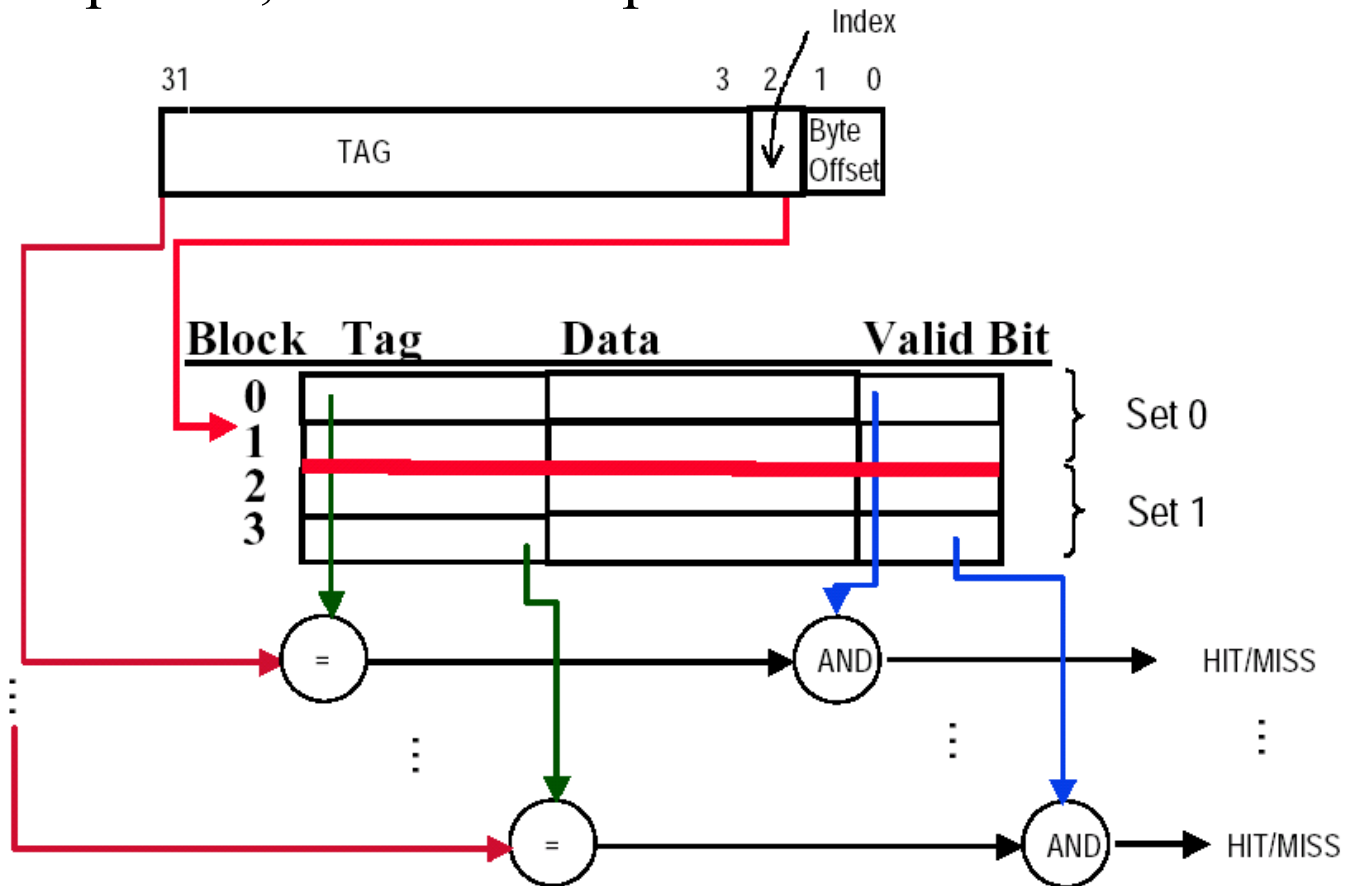 Index
31 3 2 1 0
TAG
Byte
Offset
Block Tag Data Valid Bit
0
1
2
3
Set 0
Set 1
= AND HIT/MISS
= AND HIT/MISS